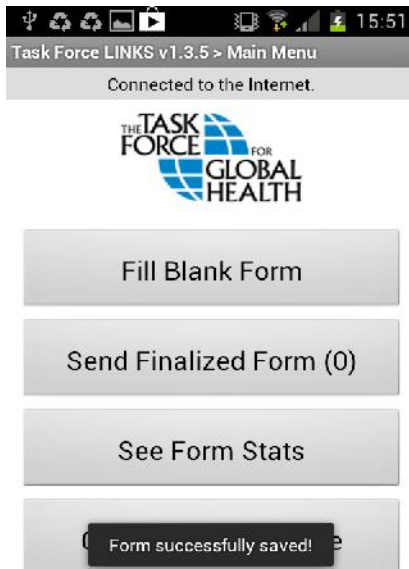 15:51
Task Force LINKS v1.3.5 > Main Menu
Connected to the Internet.
THE TASK
FORCE FOR
GLOBAL
HEALTH
Fill Blank Form
Send Finalized Form (0)
See Form Stats
Form successfully saved!